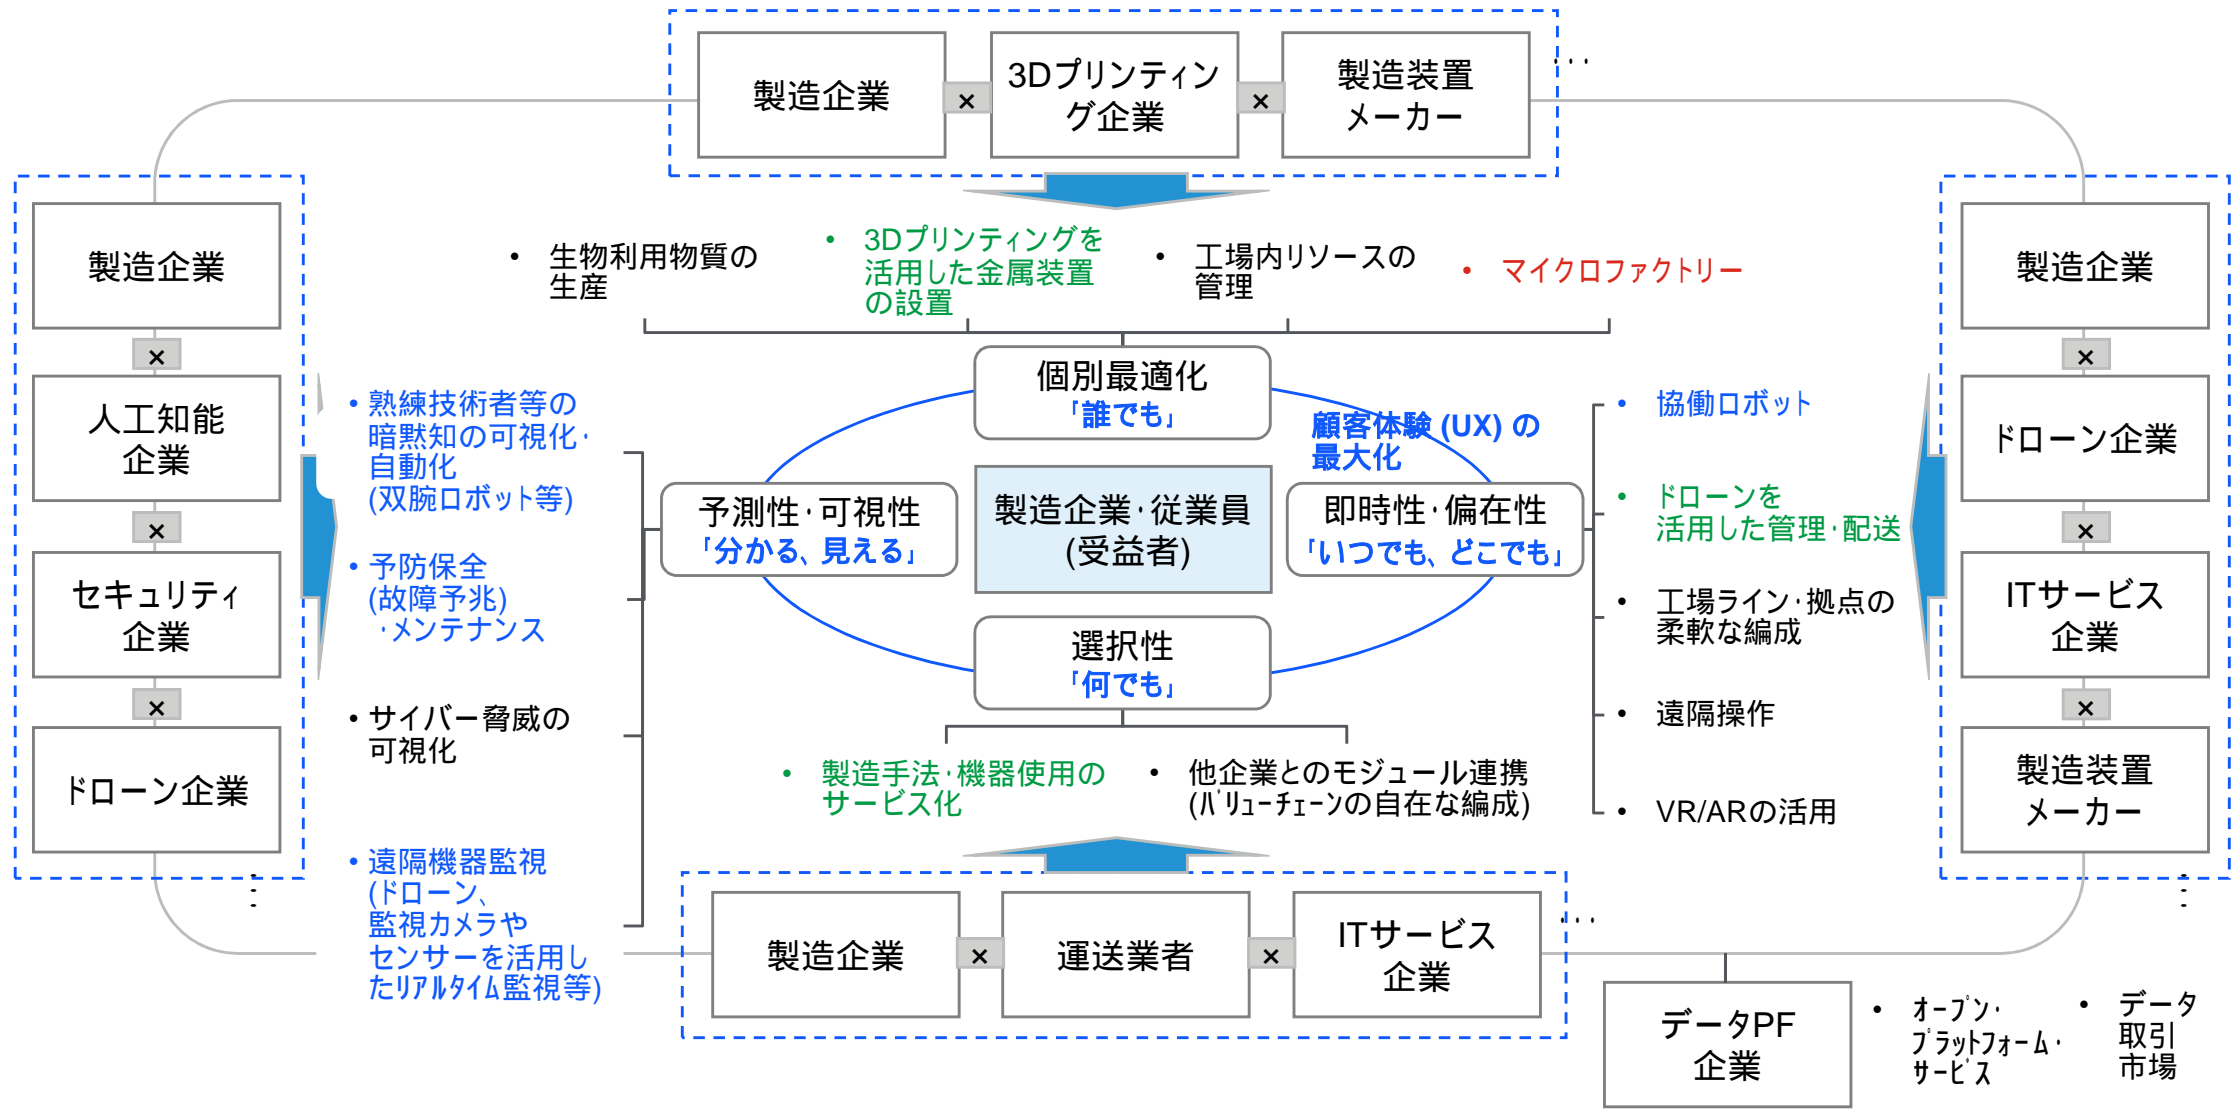 製造企業
×
3Dプリンティン
グ企業
×
製造装置
メーカー
…
製造企業
×
人工知能
企業
×
セキュリティ
企業
×
ドローン企業
…
• 生物利用物質の
生産
• 3Dプリンティングを
活用した金属装置
の設置
• 工場内リソースの
管理
• マイクロファクトリー
個別最適化
「誰でも」
顧客体験 (UX) の
最大化
• 熟練技術者等の
暗黙知の可視化・
自動化
(双腕ロボット等)
• 予防保全
(故障予兆)
・メンテナンス
• サイバー脅威の
可視化
• 遠隔機器監視
(ドローン、
監視カメラや
センサーを活用し
たリアルタイム監視等)
予測性・可視性
「分かる、見える」
製造企業・従業員
(受益者)
即時性・偏在性
「いつでも、どこでも」
選択性
「何でも」
• 製造手法・機器使用の
サービス化
• 他企業とのモジュール連携
(バリューチェーンの自在な編成)
• 協働ロボット
• ドローンを
活用した管理・配送
• 工場ライン・拠点の
柔軟な編成
• 遠隔操作
• VR/ARの活用
製造企業
×
ドローン企業
×
ITサービス
企業
×
製造装置
メーカー
…
製造企業
×
運送業者
×
ITサービス
企業
…
データPF
企業
• オープン・
プラットフォーム・
サービス
• データ
取引
市場